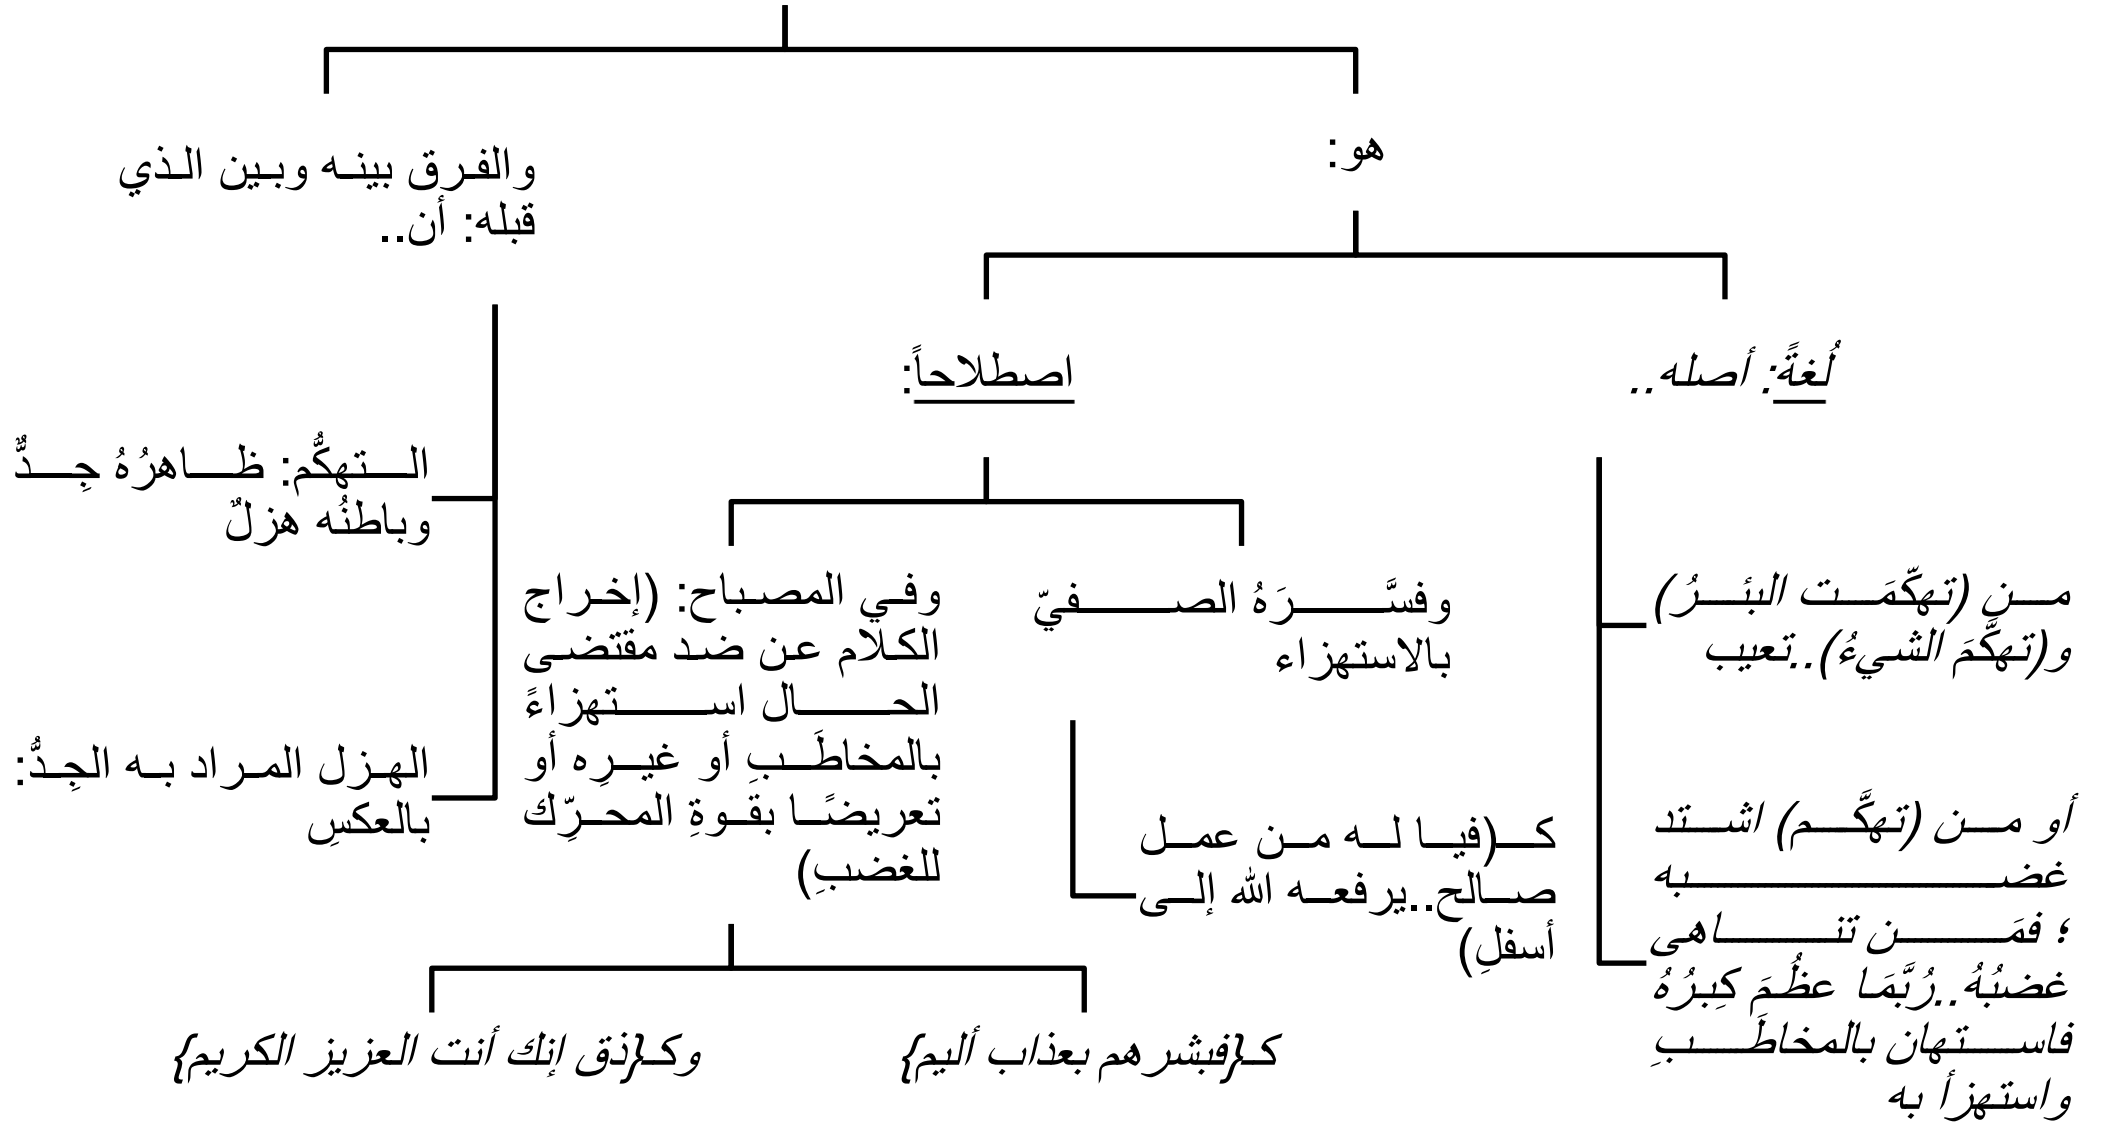 هو:
لُغةً: أصله..
من (تهكّمَت البئرُ)
و(تهكَّمَ الشيءُ)..تعيب
أو من (تهكَّم) اشتد
غضبه
؛ فمَن تناهى
غضبُهُ..رُبَّمَا عظُمَ كِبرُهُ
فاستهان بالمخاطَبِ
واستهزأ به
اصطلاحاً:
وفسَّرَهُ الصفيّ
بالاستهزاء
كـ(فيا له من عمل
صالح..يرفعه الله إلى
أسفلِ)
وفي المصباح: (إخراج
الكلام عن ضد مقتضى
الحال استهزاءً
بالمخاطَبِ أو غيرِه أو
تعريضًا بقوةِ المحرِّك
للغضبِ)
كـ{فبشرهم بعذاب أليم}
وكـ{ذق إنك أنت العزيز الكريم}
والفرق بينه وبين الذي
قبله: أن..
التهكُّم: ظاهرُهُ جِدٌّ
وباطنُه هزلٌ
الهزل المراد به الجِدُّ:
بالعكسِ